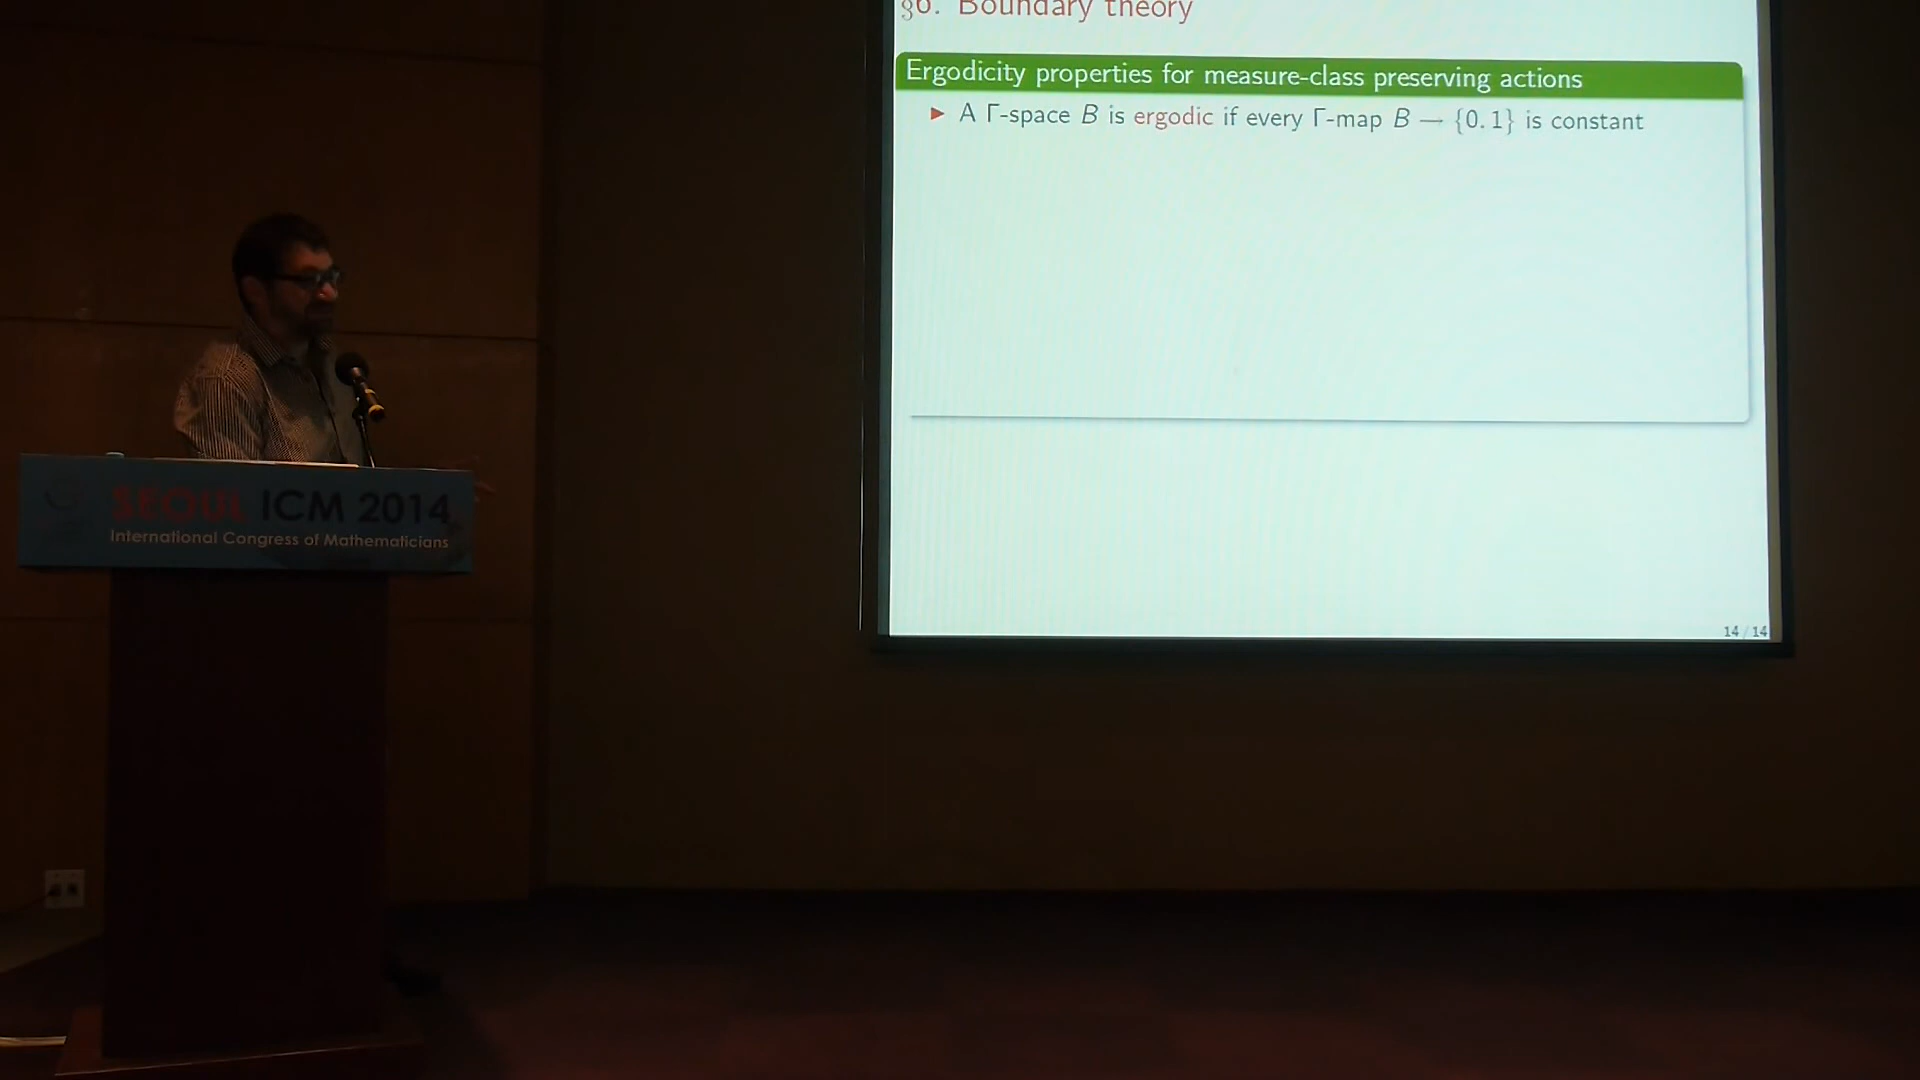 §6. Boundary theory
Ergodicity properties for measure-class preserving actions
► A Γ-space B is ergodic if every Γ-map B → {0, 1} is constant
14 / 14
SEOUL ICM 2014
International Congress of Mathematicians